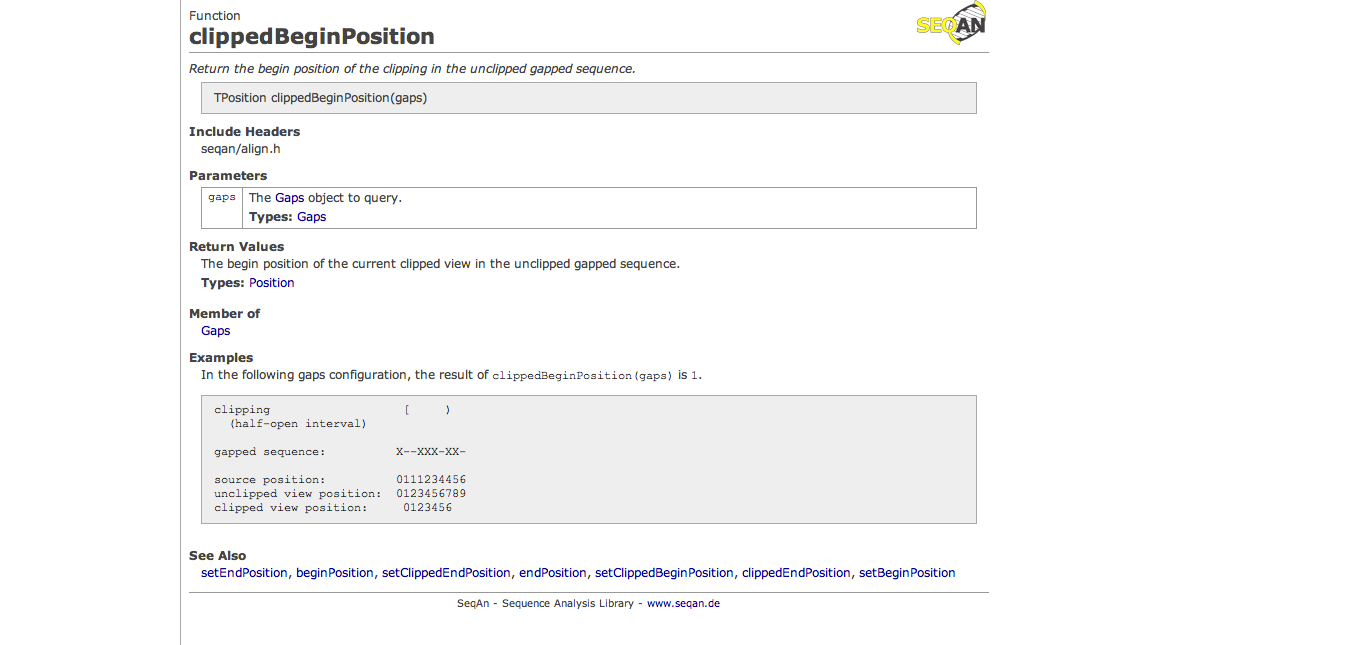 Function
clippedBeginPosition
SEQAN
Return the begin position of the clipping in the unclipped gapped sequence.
TPosition clippedBeginPosition(gaps)
Include Headers
seqan/align.h
Parameters
gaps The Gaps object to query.
Types: Gaps
Return Values
The begin position of the current clipped view in the unclipped gapped sequence.
Types: Position
Member of
Gaps
Examples
In the following gaps configuration, the result of clippedBeginPosition(gaps) is 1.
clipping                   [     )
  (half-open interval)
gapped sequence:          X--XXX-XX-
source position:          0111234456
unclipped view position:  0123456789
clipped view position:     0123456
See Also
setEndPosition, beginPosition, setClippedEndPosition, endPosition, setClippedBeginPosition, clippedEndPosition, setBeginPosition
SeqAn - Sequence Analysis Library - www.seqan.de